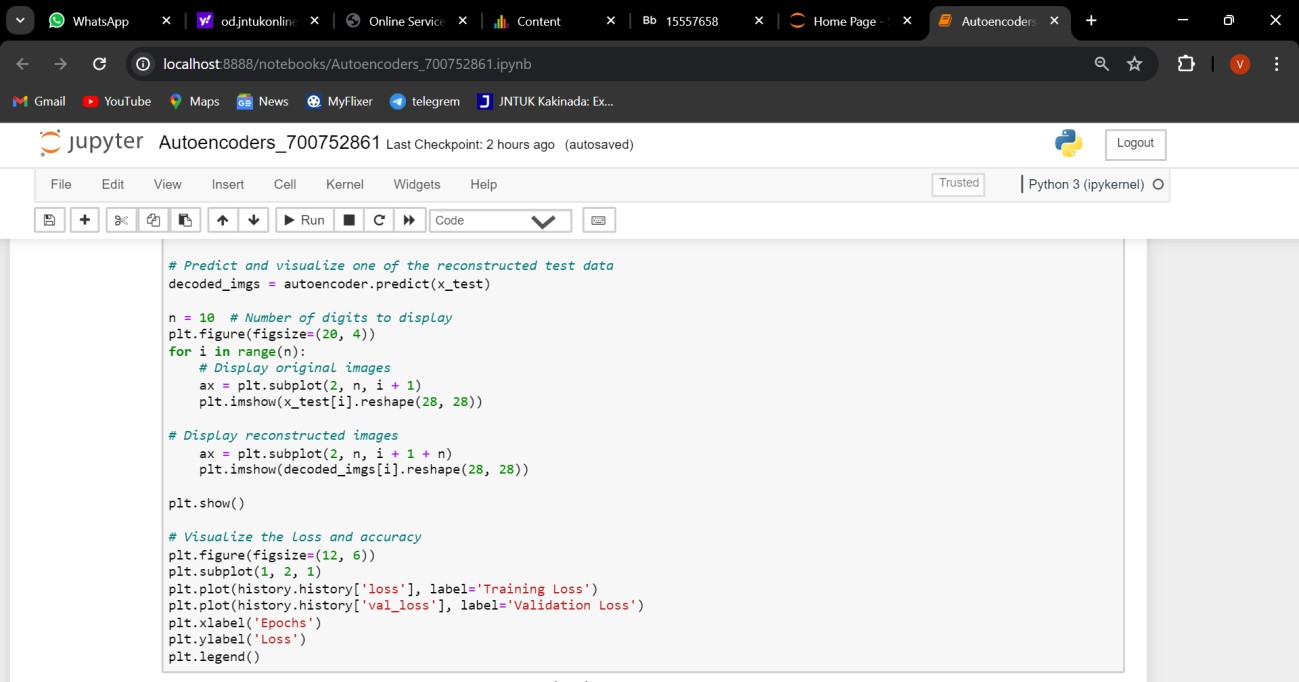 WhatsApp
od.jntukonline
Online Service
Content
Bb 15557658
Home Page -
Autoencoders
localhost:8888/notebooks/Autoencoders_700752861.ipynb
V
Gmail
YouTube
Maps
GE News
MyFlixer
telegrem
J JNTUK Kakinada: Ex...
jupyter Autoencoders_700752861 Last Checkpoint: 2 hours ago (autosaved)
Logout
File Edit View Insert Cell Kernel Widgets Help
Trusted
Python 3 (ipykernel)
Run
Code
# Predict and visualize one of the reconstructed test data
decoded_imgs = autoencoder.predict(x_test)
n = 10  # Number of digits to display
plt.figure(figsize=(20, 4))
for i in range(n):
    # Display original images
    ax = plt.subplot(2, n, i + 1)
    plt.imshow(x_test[i].reshape(28, 28))
# Display reconstructed images
    ax = plt.subplot(2, n, i + 1 + n)
    plt.imshow(decoded_imgs[i].reshape(28, 28))
plt.show()
# Visualize the loss and accuracy
plt.figure(figsize=(12, 6))
plt.subplot(1, 2, 1)
plt.plot(history.history['loss'], label='Training Loss')
plt.plot(history.history['val_loss'], label='Validation Loss')
plt.xlabel('Epochs')
plt.ylabel('Loss')
plt.legend()